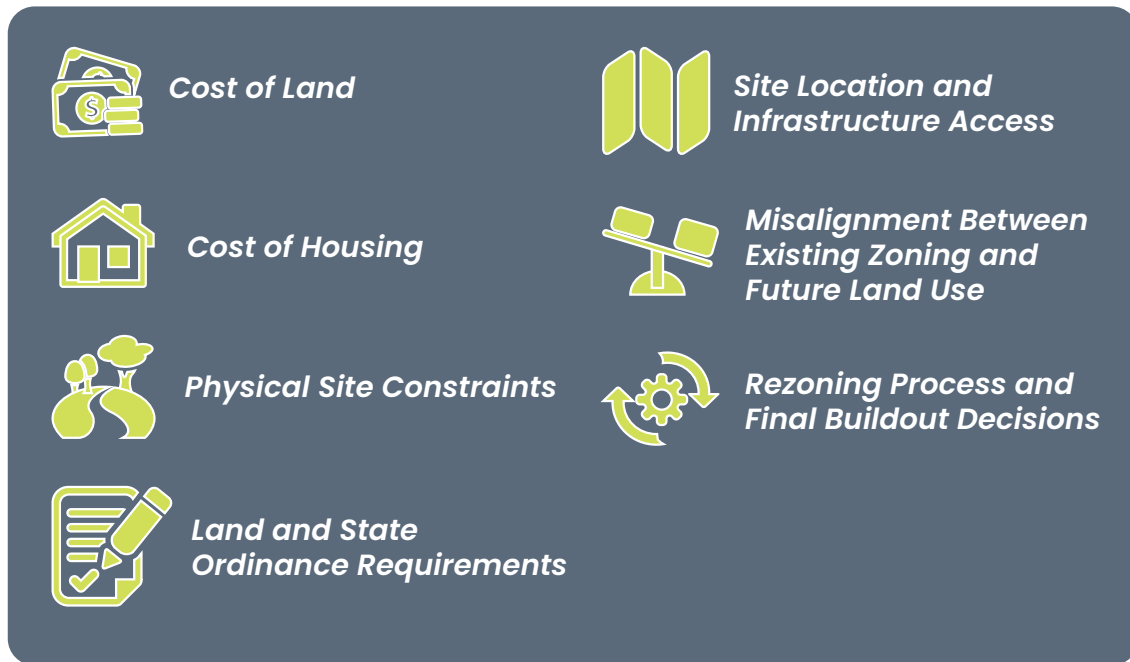 Cost of Land
Cost of Housing
Physical Site Constraints
Land and State
Ordinance Requirements
Site Location and
Infrastructure Access
Misalignment Between
Existing Zoning and
Future Land Use
Rezoning Process and
Final Buildout Decisions
$